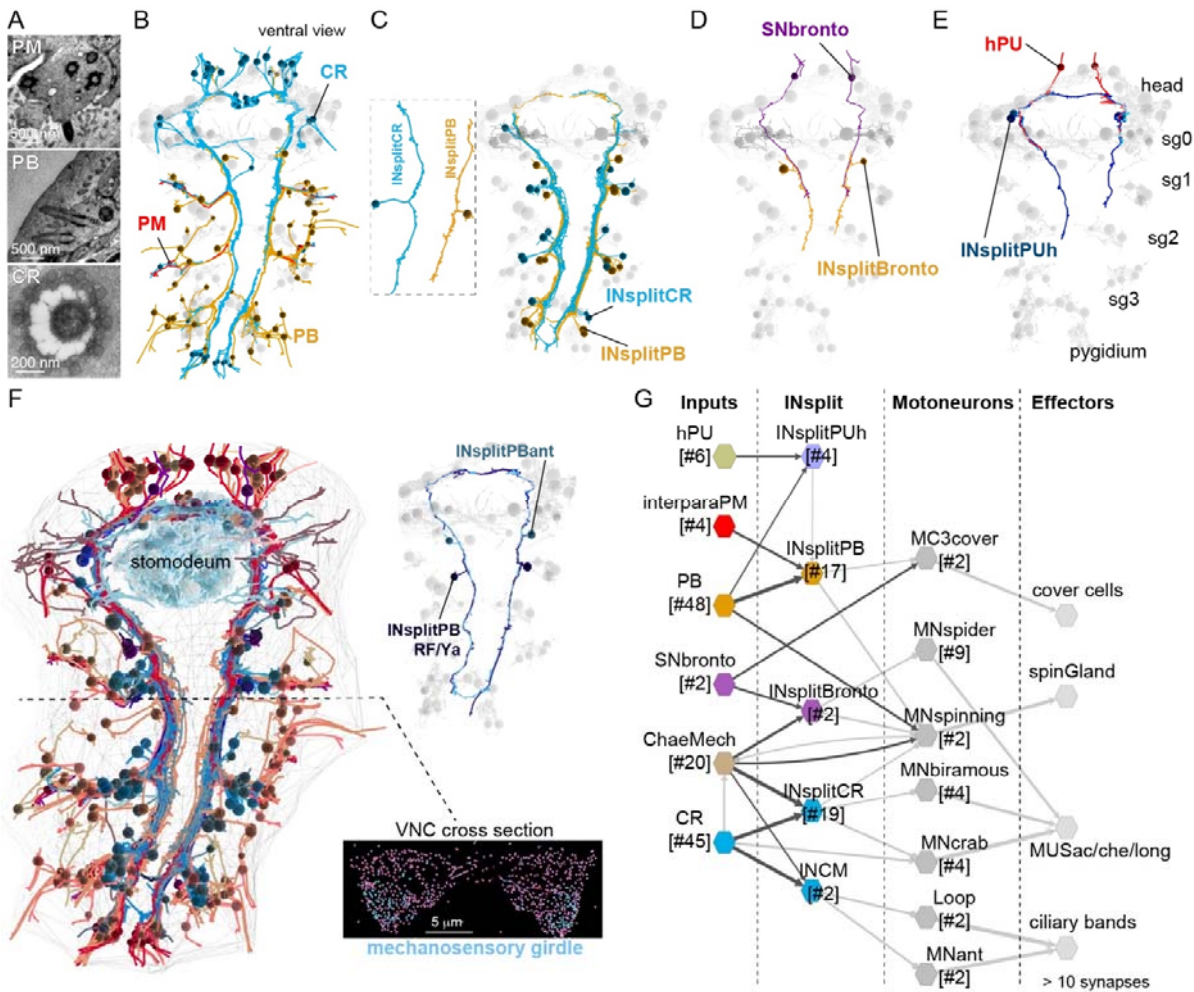 A
PM
500 nm
PB
500 nm
CR
200 nm
B
ventral view
CR
PM
PB
C
INsplitCR
INsplitPB
INsplitCR
INsplitPB
D
SNbronto
INsplitBronto
E
hPU
INsplitPUh
head
sg0
sg1
sg2
sg3
pygidium
F
stomodeum
INsplitPBant
INsplitPB
RF/Ya
VNC cross section
5 μm
mechanosensory girdle
G
Inputs
INsplit
Motoneurons
Effectors
hPU
[#6]
interparaPM
[#4]
PB
[#48]
SNbronto
[#2]
ChaeMech
[#20]
CR
[#45]
INsplitPUh
[#4]
INsplitPB
[#17]
INsplitBronto
[#2]
INsplitCR
[#19]
INCM
[#2]
MC3cover
[#2]
MNspider
[#9]
MNspinning
[#2]
MNbiramous
[#4]
MNcrab
[#4]
Loop
[#2]
MNant
[#2]
cover cells
spinGland
MUSac/che/long
ciliary bands
> 10 synapses